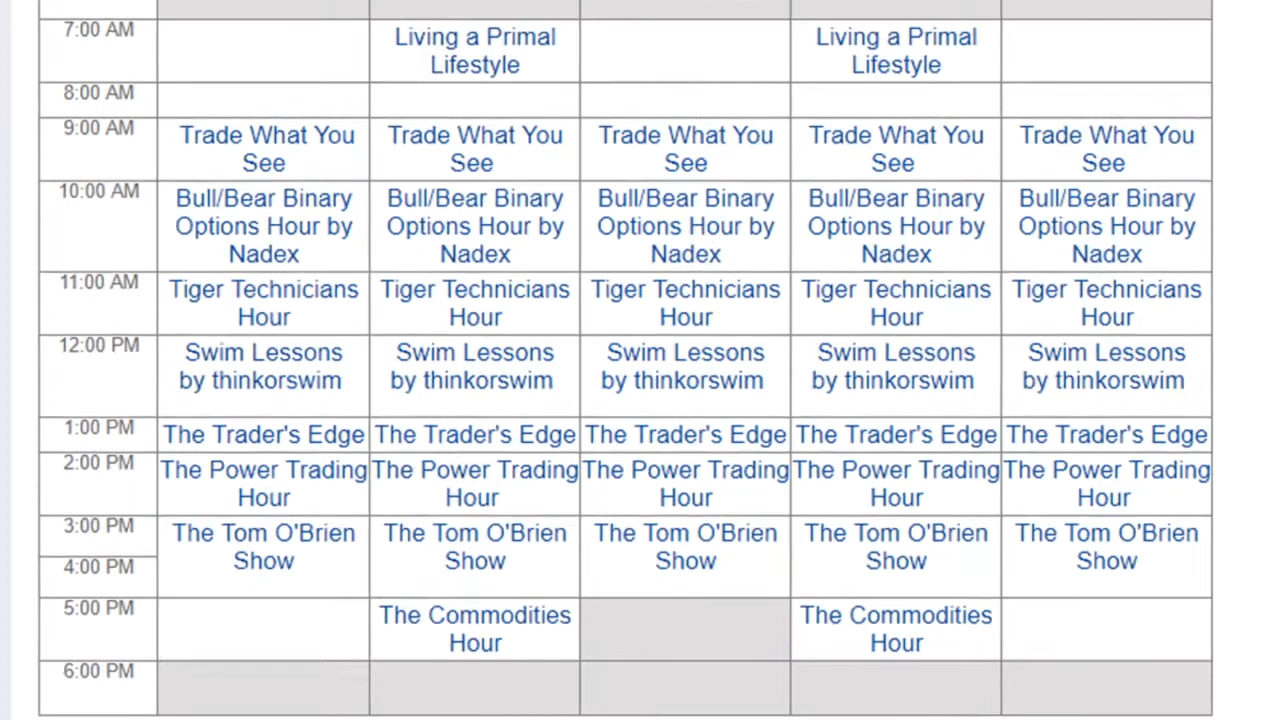 7:00 AM
Living a Primal Lifestyle
Living a Primal Lifestyle
8:00 AM
9:00 AM
Trade What You See
Trade What You See
Trade What You See
Trade What You See
Trade What You See
10:00 AM
Bull/Bear Binary Options Hour by Nadex
Bull/Bear Binary Options Hour by Nadex
Bull/Bear Binary Options Hour by Nadex
Bull/Bear Binary Options Hour by Nadex
Bull/Bear Binary Options Hour by Nadex
11:00 AM
Tiger Technicians Hour
Tiger Technicians Hour
Tiger Technicians Hour
Tiger Technicians Hour
Tiger Technicians Hour
12:00 PM
Swim Lessons by thinkorswim
Swim Lessons by thinkorswim
Swim Lessons by thinkorswim
Swim Lessons by thinkorswim
Swim Lessons by thinkorswim
1:00 PM
The Trader's Edge
The Trader's Edge
The Trader's Edge
The Trader's Edge
The Trader's Edge
2:00 PM
The Power Trading Hour
The Power Trading Hour
The Power Trading Hour
The Power Trading Hour
The Power Trading Hour
3:00 PM
The Tom O'Brien Show
The Tom O'Brien Show
The Tom O'Brien Show
The Tom O'Brien Show
The Tom O'Brien Show
4:00 PM
5:00 PM
The Commodities Hour
The Commodities Hour
6:00 PM